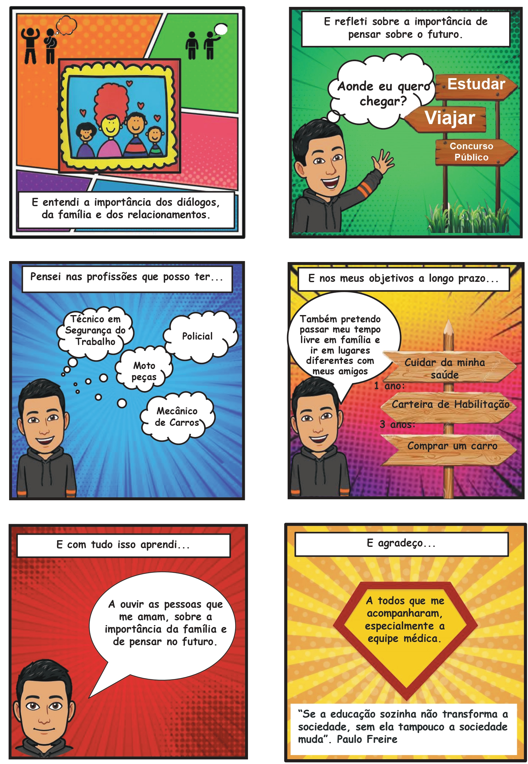 E entendi a importância dos diálogos,
da família e dos relacionamentos.
E refleti sobre a importância de
pensar sobre o futuro.
Aonde eu quero
chegar?
Estudar
Viajar
Concurso
Público
Pensei nas profissões que posso ter...
Técnico em
Segurança do
Trabalho
Policial
Moto
peças
Mecânico
de Carros
E nos meus objetivos a longo prazo...
Também pretendo
passar meu tempo
livre em família e
ir em lugares
diferentes com
meus amigos
Cuidar da minha
saúde
1 ano:
Carteira de Habilitação
3 anos:
Comprar um carro
E com tudo isso aprendi...
A ouvir as pessoas que
me amam, sobre a
importância da família e
de pensar no futuro.
E agradeço...
A todos que me
acompanharam,
especialmente a
equipe médica.
“Se a educação sozinha não transforma a
sociedade, sem ela tampouco a sociedade
muda”. Paulo Freire